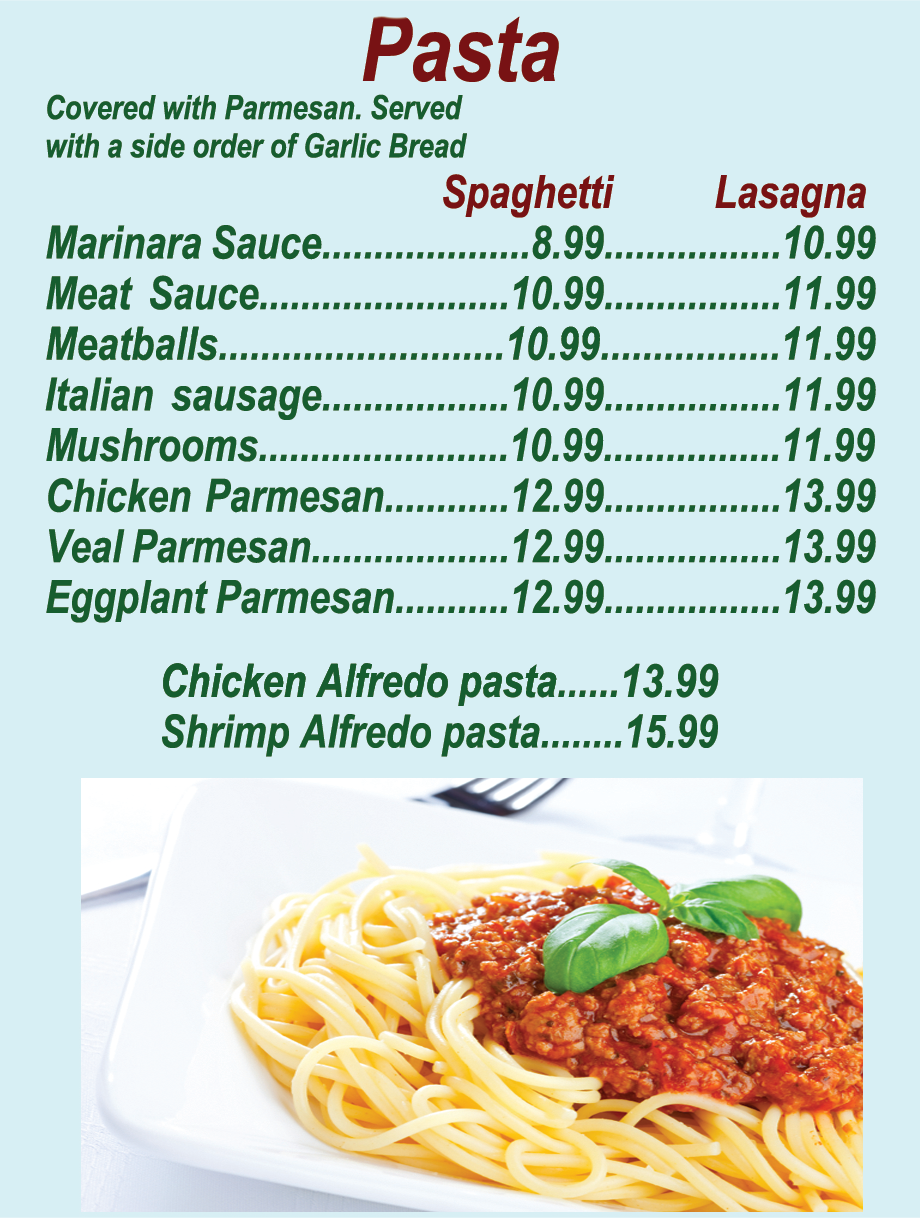 Pasta
Covered with Parmesan. Served
with a side order of Garlic Bread
Spaghetti Lasagna
Marinara Sauce....................8.99.................10.99
Meat Sauce........................10.99.................11.99
Meatballs...........................10.99.................11.99
Italian sausage..................10.99.................11.99
Mushrooms........................10.99.................11.99
Chicken Parmesan............12.99.................13.99
Veal Parmesan...................12.99.................13.99
Eggplant Parmesan...........12.99.................13.99
Chicken Alfredo pasta......13.99
Shrimp Alfredo pasta........15.99